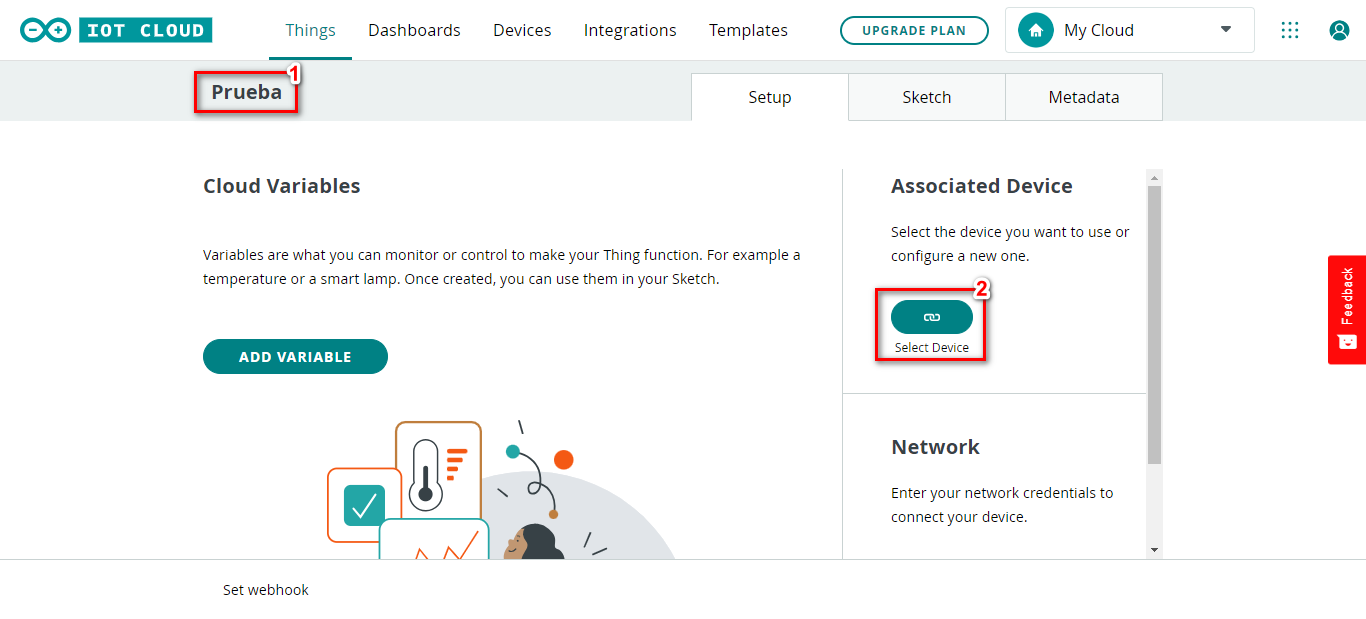 IOT CLOUD
Things
Dashboards
Devices
Integrations
Templates
UPGRADE PLAN
My Cloud
Prueba
1
Setup
Sketch
Metadata
Cloud Variables
Variables are what you can monitor or control to make your Thing function. For example a
temperature or a smart lamp. Once created, you can use them in your Sketch.
ADD VARIABLE
Associated Device
Select the device you want to use or
configure a new one.
2
Select Device
Network
Enter your network credentials to
connect your device.
Feedback
Set webhook